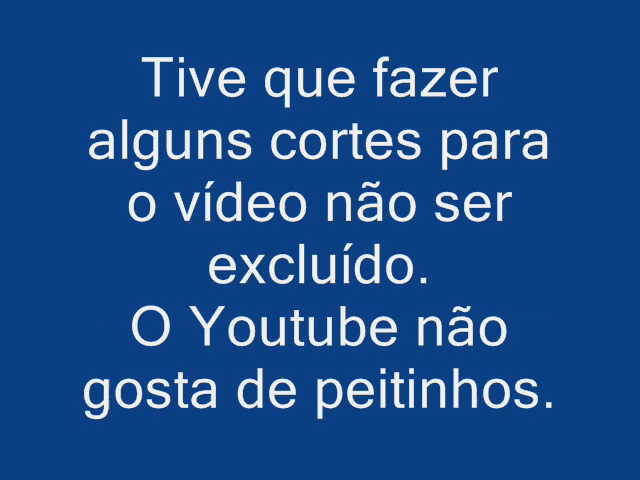 Tive que fazer
alguns cortes para
o vídeo não ser
excluído.
O Youtube não
gosta de peitinhos.